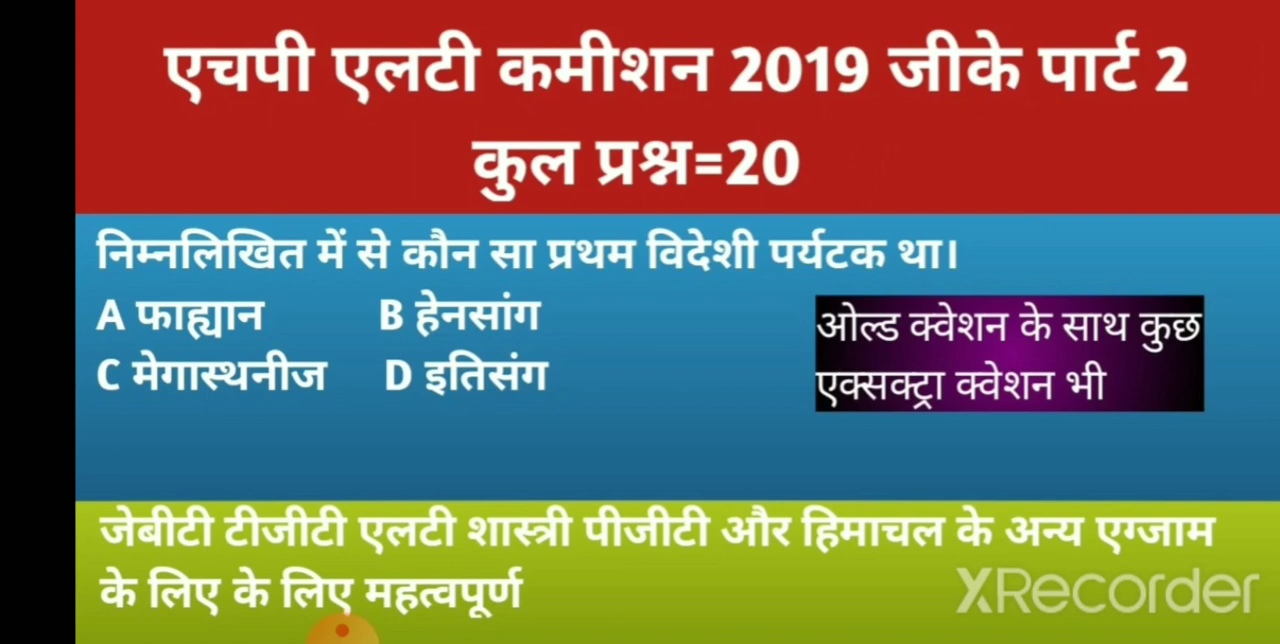 एचपी एलटी कमीशन 2019 जीके पार्ट 2
कुल प्रश्न=20
निम्नलिखित में से कौन सा प्रथम विदेशी पर्यटक था।
A फाह्यान B हेनसांग
C मेगास्थनीज D इतिसंग
ओल्ड क्वेशन के साथ कुछ
एक्सक्ट्रा क्वेशन भी
जेबीटी टीजीटी एलटी शास्त्री पीजीटी और हिमाचल के अन्य एग्जाम
के लिए के लिए महत्वपूर्ण
XRecorder